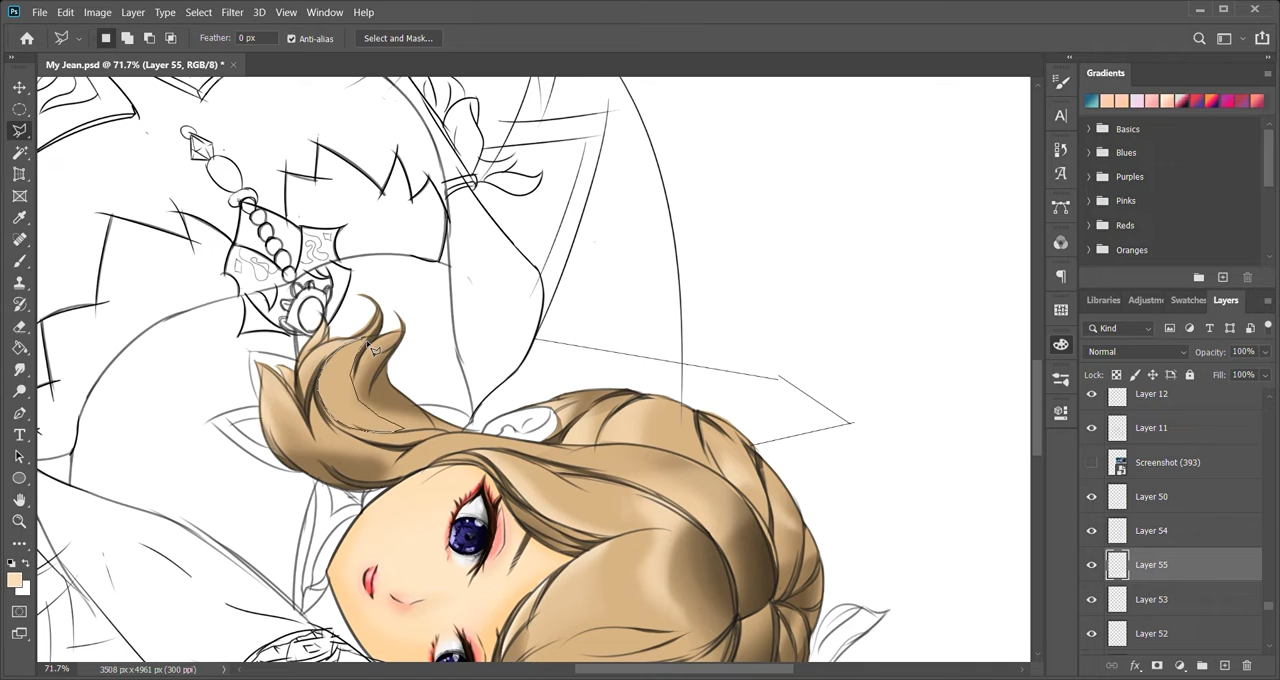 Ps File Edit Image Layer Type Select Filter 3D View Window Help
Feather: 0 px Anti-alias Select and Mask...
My Jean.psd @ 71.7% (Layer 55, RGB/8) * ×
Gradients
Basics
Blues
Purples
Pinks
Reds
Oranges
Libraries Adjustme Swatches Layers
Kind
Normal Opacity: 100%
Lock: Fill: 100%
Layer 12
Layer 11
Screenshot (393)
Layer 50
Layer 54
Layer 55
Layer 53
Layer 52
71.7% 3508 px x 4961 px (300 ppi)